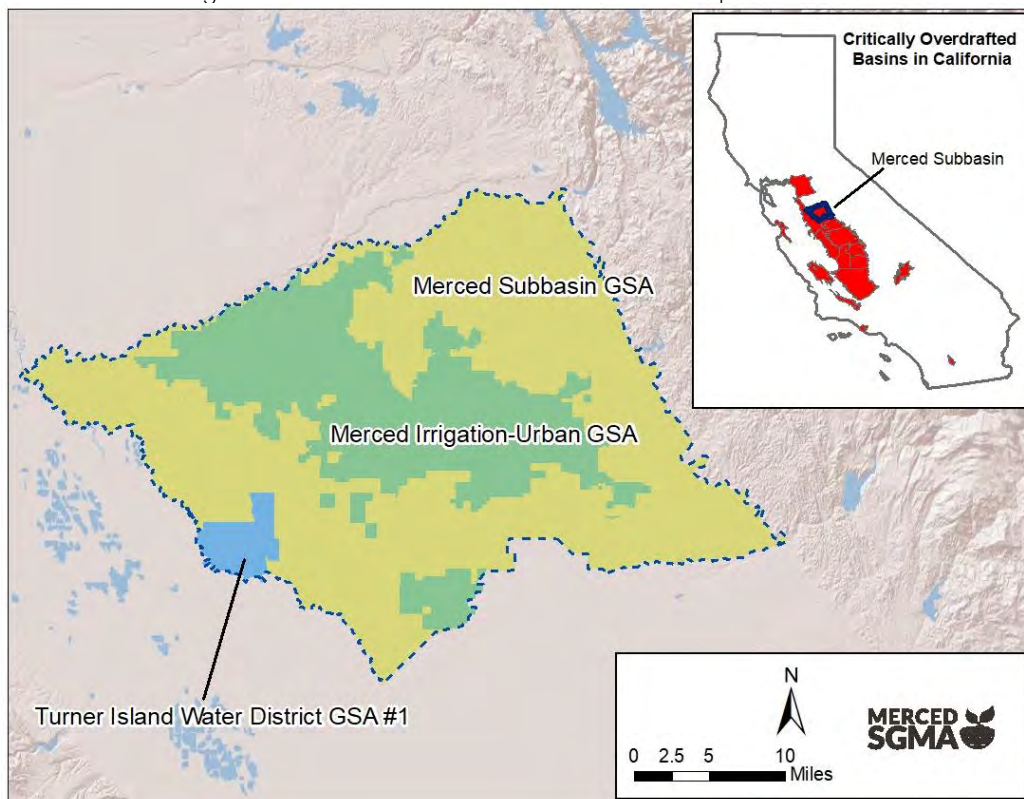 Critically Overdrafted
Basins in California
Merced Subbasin
Merced Subbasin GSA
Merced Irrigation-Urban GSA
Turner Island Water District GSA #1
N
0 2.5 5 10
Miles
MERCED
SGMA